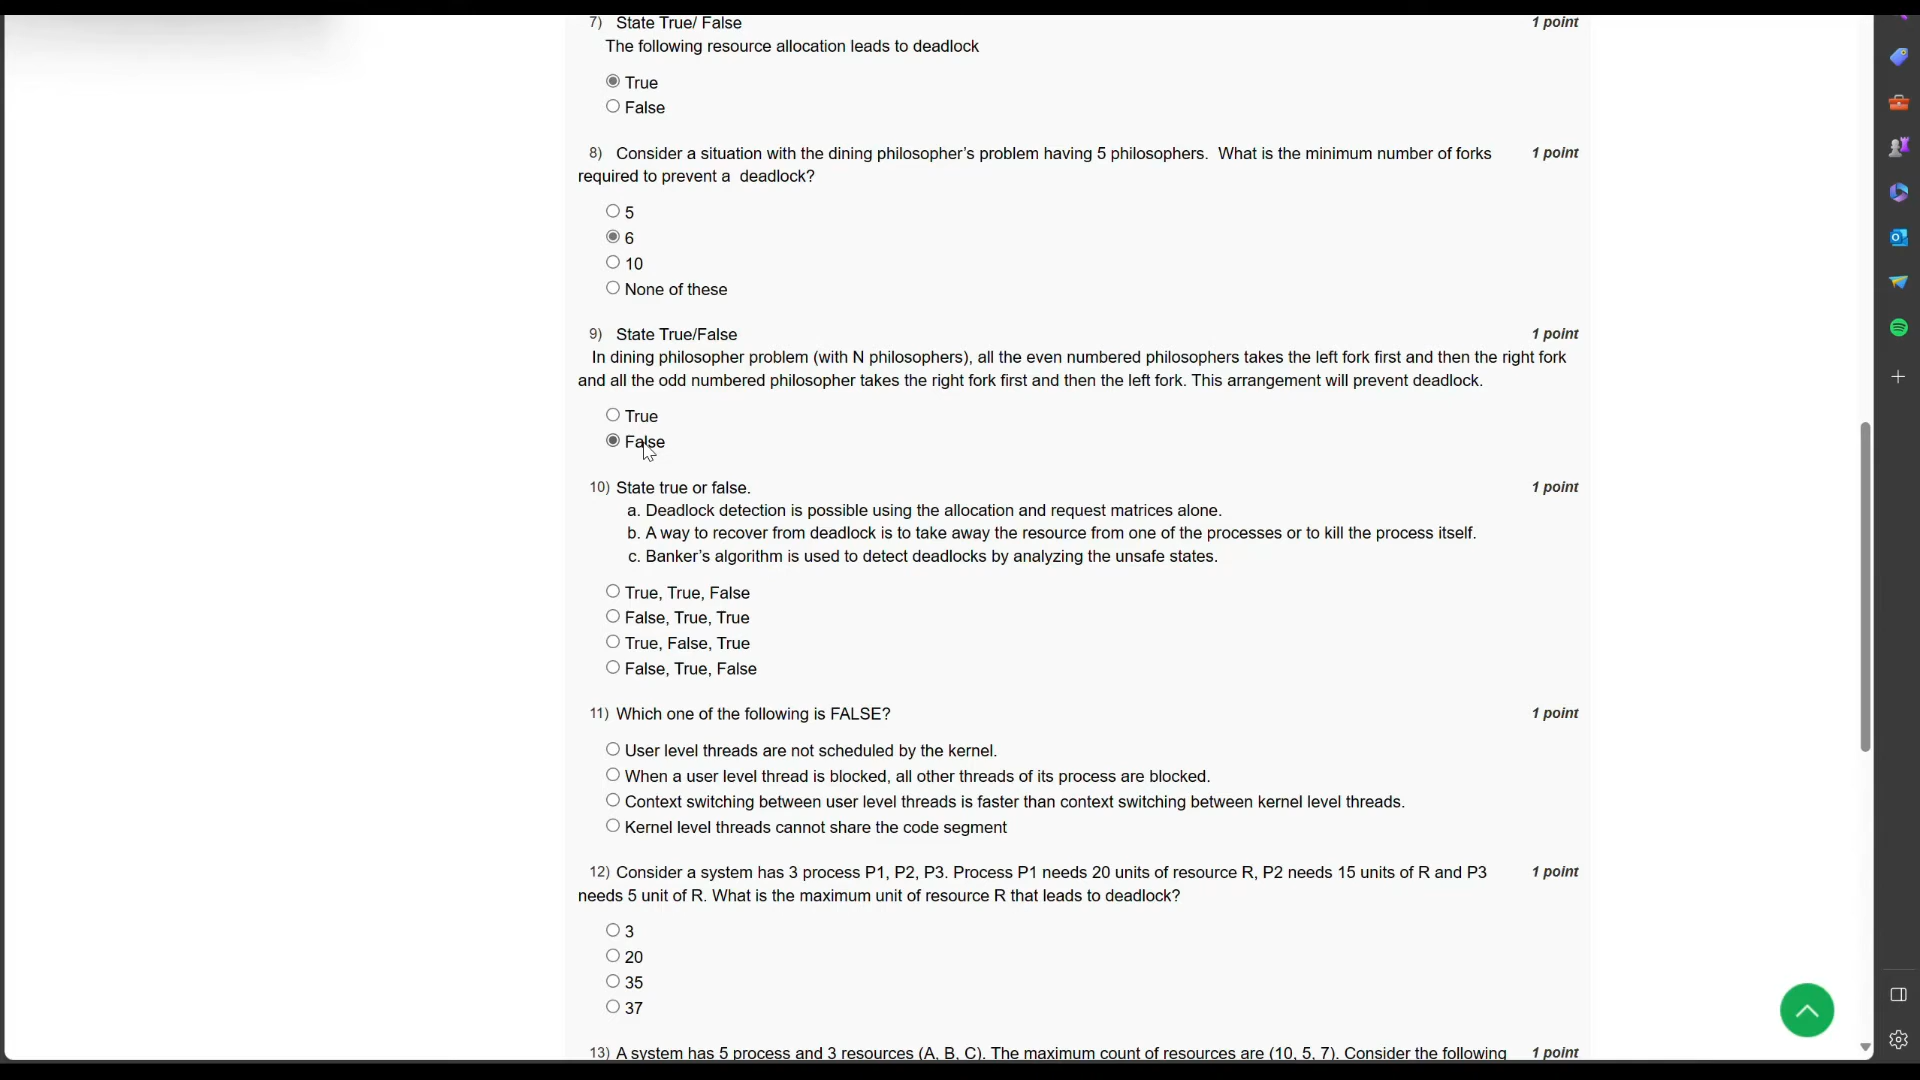 7) State True/ False 1 point
The following resource allocation leads to deadlock
True
False
8) Consider a situation with the dining philosopher's problem having 5 philosophers. What is the minimum number of forks 1 point
required to prevent a deadlock?
5
6
10
None of these
9) State True/False 1 point
In dining philosopher problem (with N philosophers), all the even numbered philosophers takes the left fork first and then the right fork
and all the odd numbered philosopher takes the right fork first and then the left fork. This arrangement will prevent deadlock.
True
False
10) State true or false. 1 point
a. Deadlock detection is possible using the allocation and request matrices alone.
b. A way to recover from deadlock is to take away the resource from one of the processes or to kill the process itself.
c. Banker's algorithm is used to detect deadlocks by analyzing the unsafe states.
True, True, False
False, True, True
True, False, True
False, True, False
11) Which one of the following is FALSE? 1 point
User level threads are not scheduled by the kernel.
When a user level thread is blocked, all other threads of its process are blocked.
Context switching between user level threads is faster than context switching between kernel level threads.
Kernel level threads cannot share the code segment
12) Consider a system has 3 process P1, P2, P3. Process P1 needs 20 units of resource R, P2 needs 15 units of R and P3 1 point
needs 5 unit of R. What is the maximum unit of resource R that leads to deadlock?
3
20
35
37
13) A system has 5 process and 3 resources (A, B, C). The maximum count of resources are (10, 5, 7). Consider the following 1 point